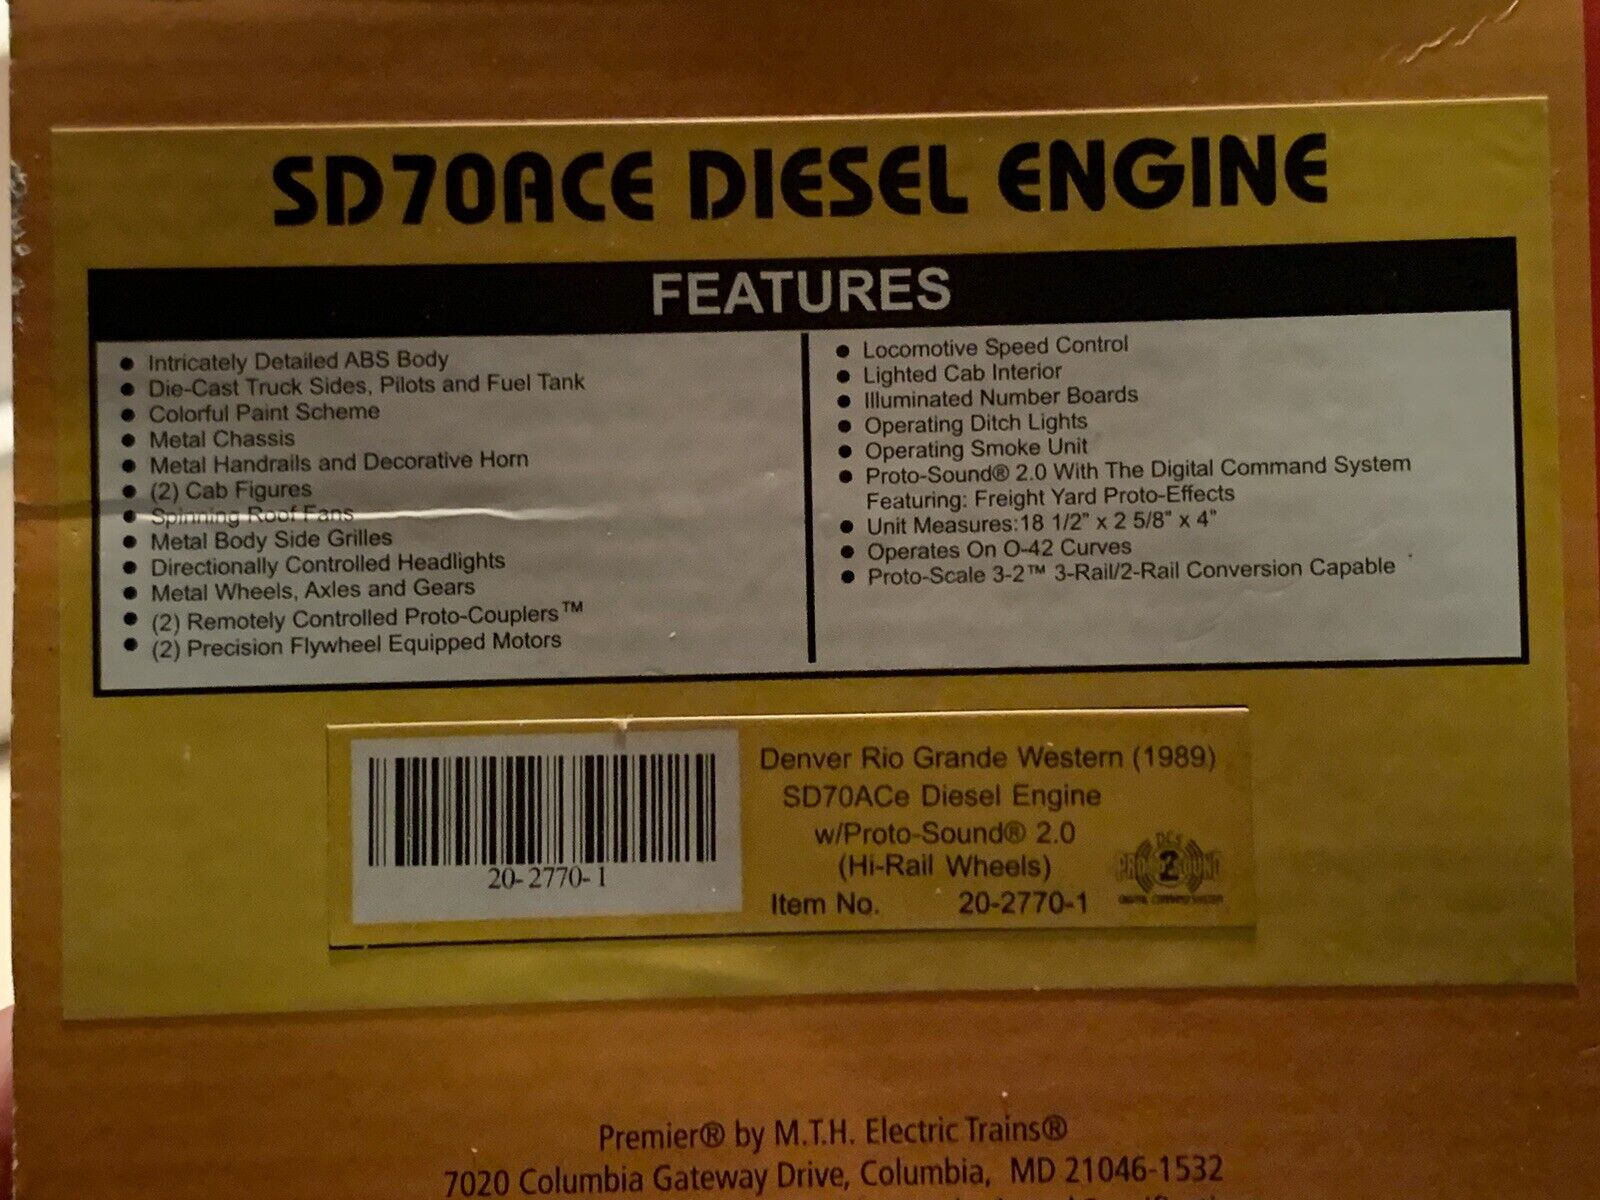 SD70ACE DIESEL ENGINE
FEATURES
● Intricately Detailed ABS Body
● Die-Cast Truck Sides, Pilots and Fuel Tank
● Colorful Paint Scheme
● Metal Chassis
● Metal Handrails and Decorative Horn
● (2) Cab Figures
● Spinning Roof Fans
● Metal Body Side Grilles
● Directionally Controlled Headlights
● Metal Wheels, Axles and Gears
● (2) Remotely Controlled Proto-Couplers™
● (2) Precision Flywheel Equipped Motors
● Locomotive Speed Control
● Lighted Cab Interior
● Illuminated Number Boards
● Operating Ditch Lights
● Operating Smoke Unit
● Proto-Sound® 2.0 With The Digital Command System
Featuring: Freight Yard Proto-Effects
● Unit Measures:18 1/2" x 2 5/8" x 4"
● Operates On O-42 Curves
● Proto-Scale 3-2™ 3-Rail/2-Rail Conversion Capable
20-2770-1
Denver Rio Grande Western (1989)
SD70ACe Diesel Engine
w/Proto-Sound® 2.0
(Hi-Rail Wheels)
Item No. 20-2770-1
DCS
PROTO SOUND
2
DIGITAL COMMAND SYSTEM
Premier® by M.T.H. Electric Trains®
7020 Columbia Gateway Drive, Columbia, MD 21046-1532